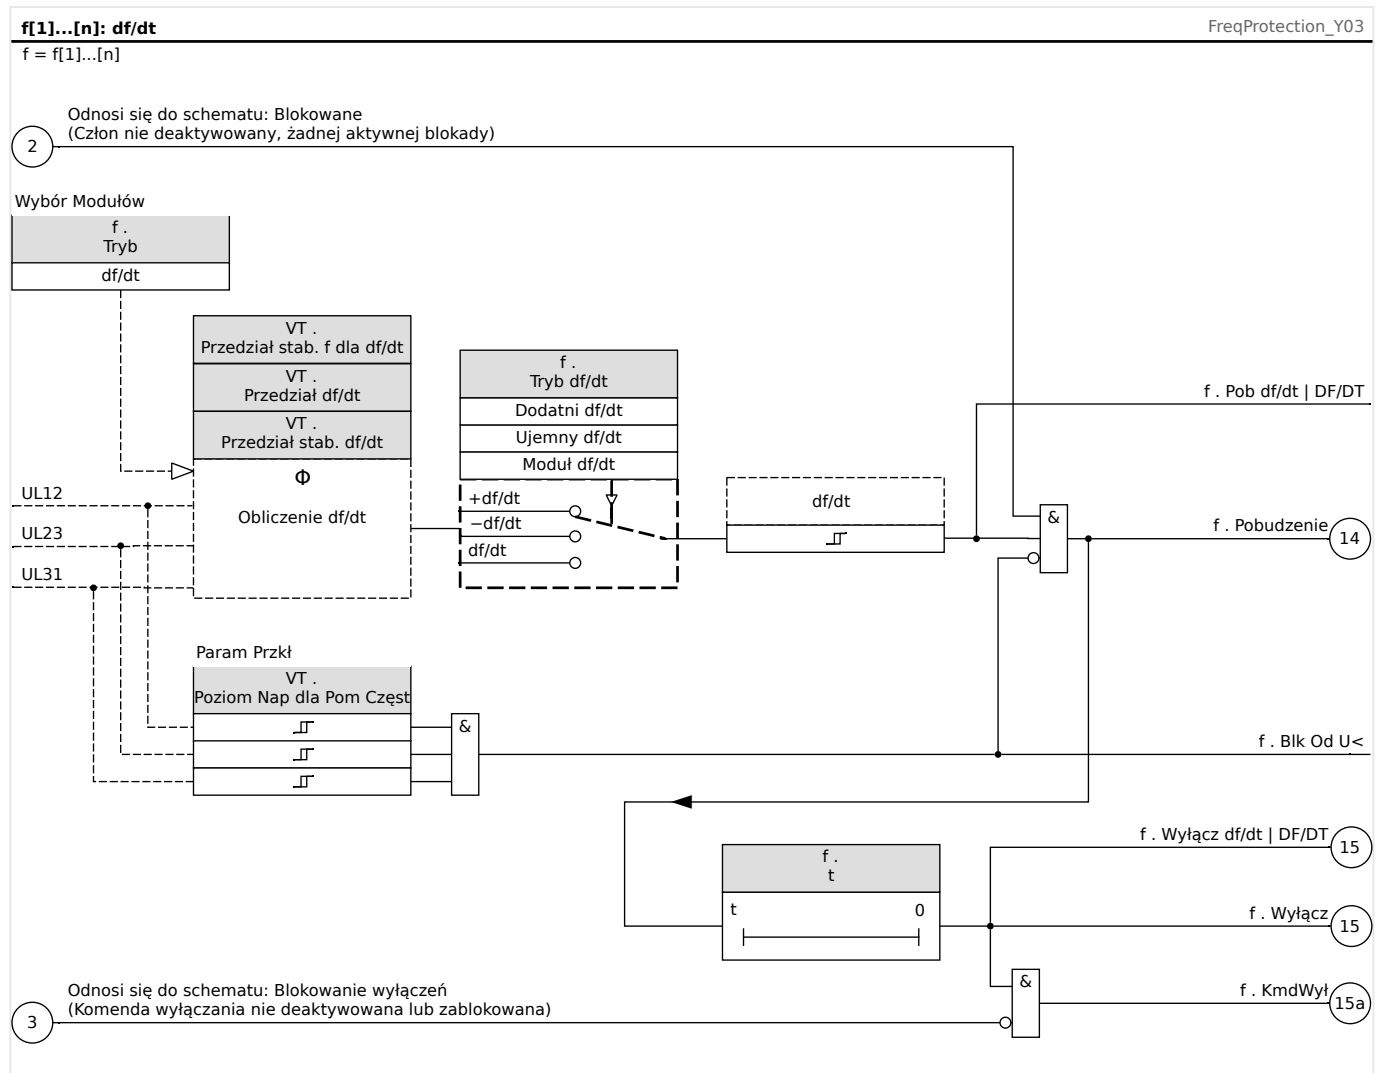 f[1]...[n]: df/dt
FreqProtection_Y03
f = f[1]...[n]
Odnosi się do schematu: Blokowane
(Człon nie deaktywowany, żadnej aktywnej blokady)
2
Wybór Modułów
f .
Tryb
df/dt
VT .
Przedział stab. f dla df/dt
VT .
Przedział df/dt
VT .
Przedział stab. df/dt
Φ
Obliczenie df/dt
f .
Tryb df/dt
Dodatni df/dt
Ujemny df/dt
Moduł df/dt
+df/dt
−df/dt
df/dt
df/dt
f . Pob df/dt | DF/DT
&
f . Pobudzenie
14
UL12
UL23
UL31
Param Przkł
VT .
Poziom Nap dla Pom Częst
&
f . Blk Od U<
f .
t
t
0
f . Wyłącz df/dt | DF/DT
15
f . Wyłącz
15
&
f . KmdWył
15a
Odnosi się do schematu: Blokowanie wyłączeń
(Komenda wyłączania nie deaktywowana lub zablokowana)
3